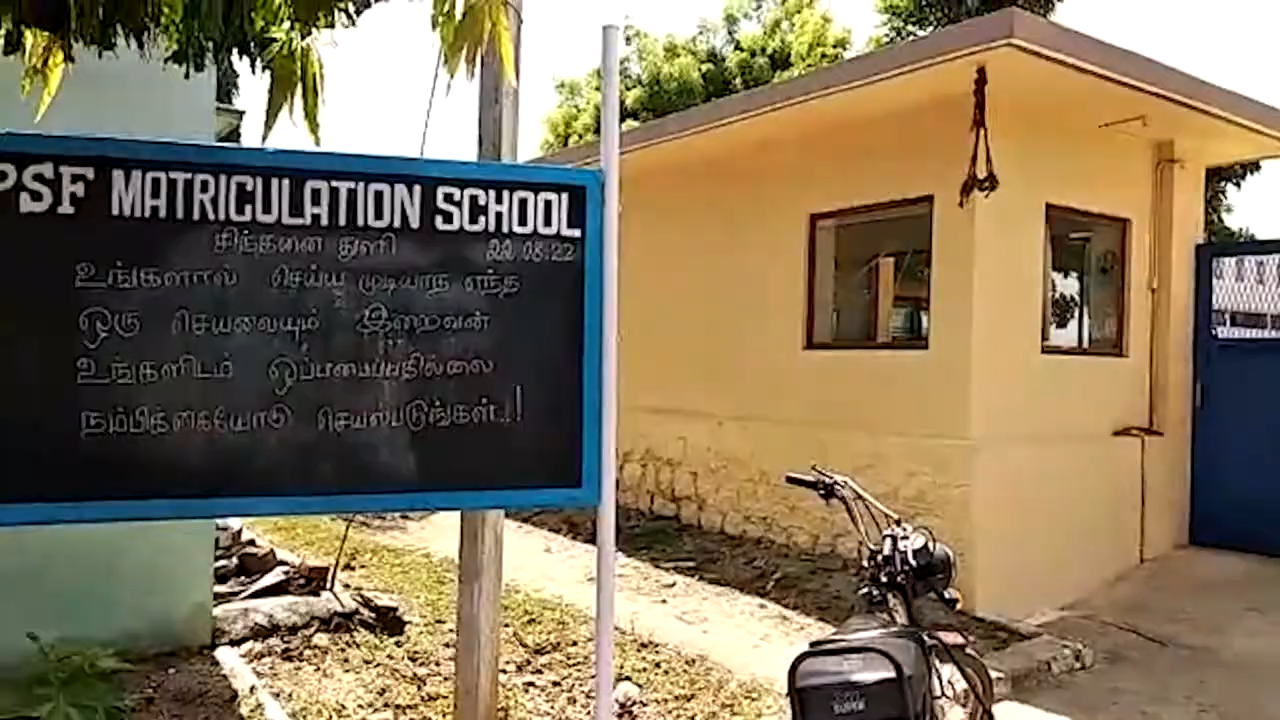 PSF MATRICULATION SCHOOL
சிந்தனை துளி 22.08.22
உங்களால் செய்ய முடியாத எந்த
ஒரு செயலையும் இறைவன்
உங்களிடம் ஒப்படைப்பதில்லை
நம்பிக்கையோடு செயல்படுங்கள்..!